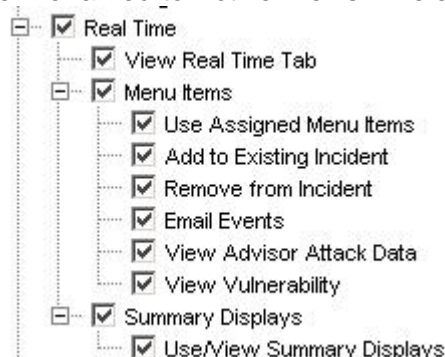 Real Time
View Real Time Tab
Menu Items
Use Assigned Menu Items
Add to Existing Incident
Remove from Incident
Email Events
View Advisor Attack Data
View Vulnerability
Summary Displays
Use/View Summary Displays